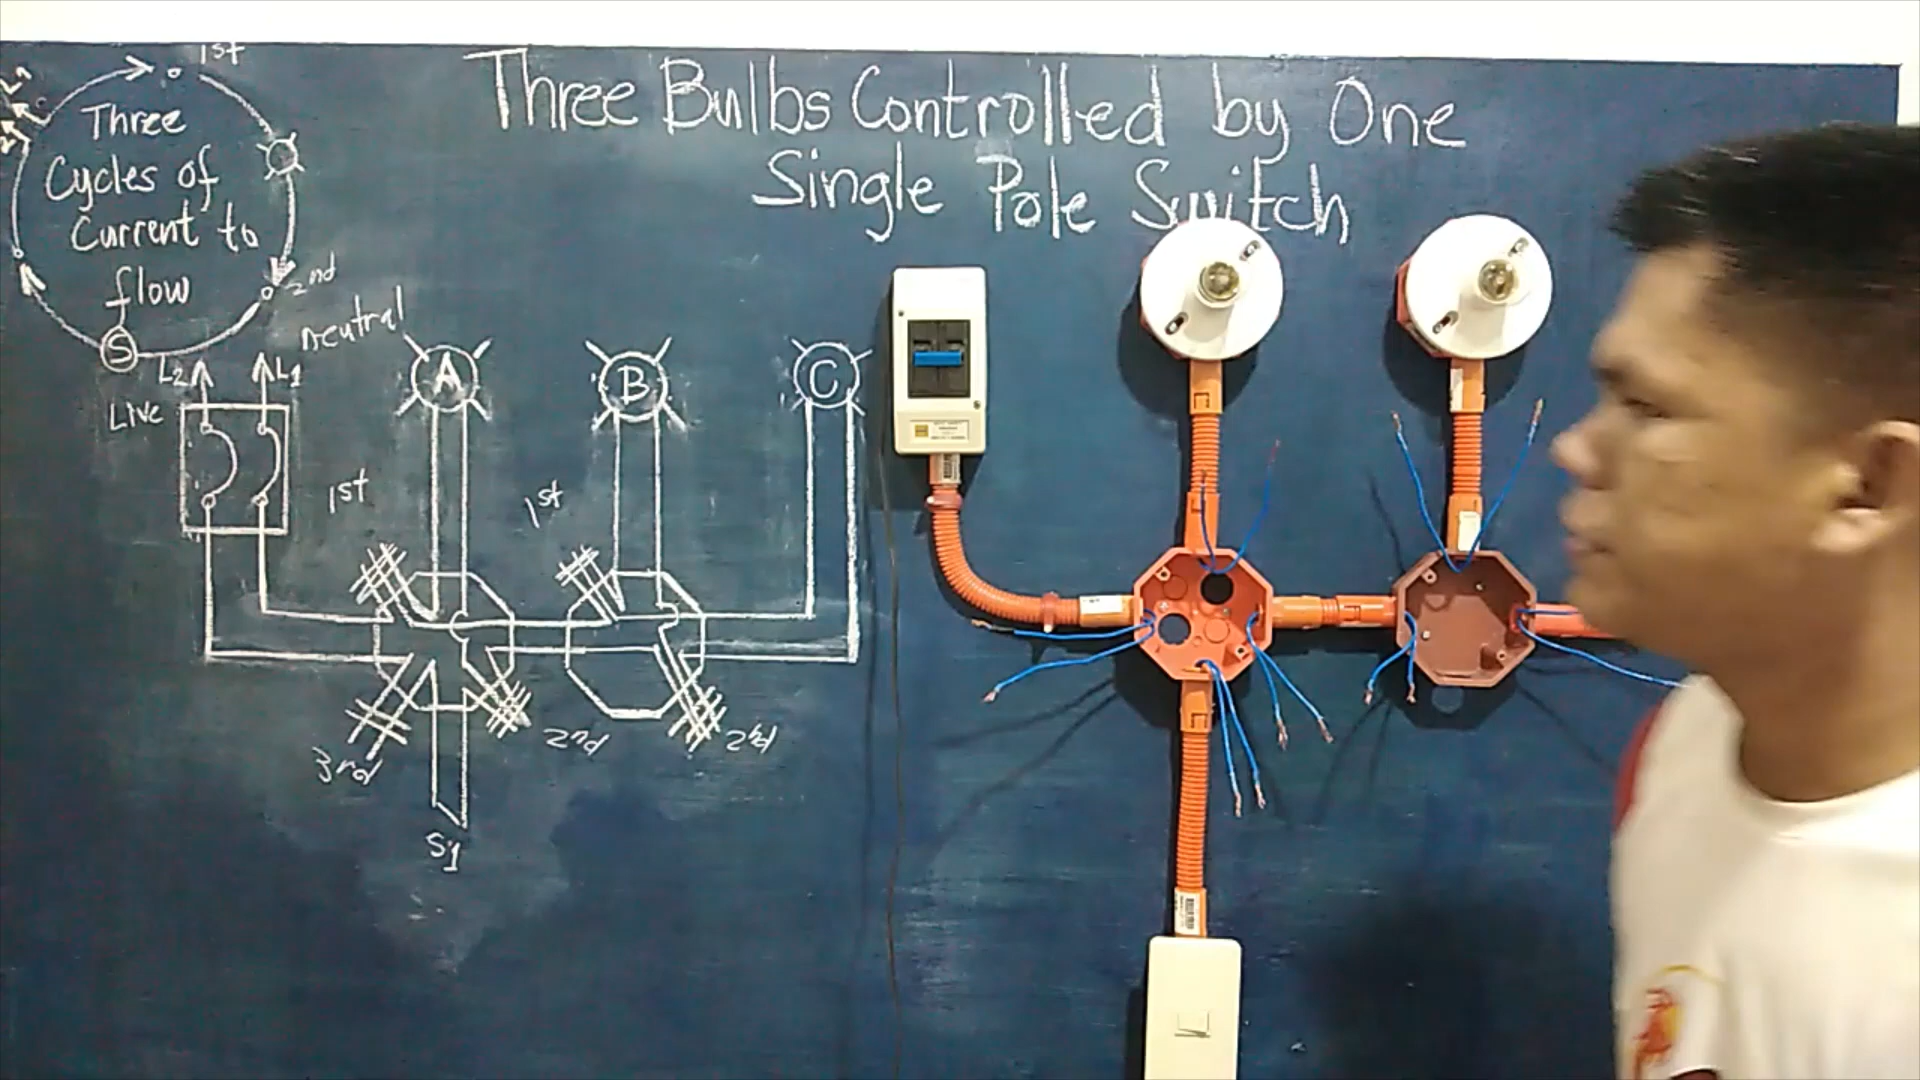 Three Bulbs Controlled by One
Single Pole Switch
1st
Three
Cycles of
Current to
flow
2nd
S
L1
neutral
L2
L1
Live
A
B
C
1st
1st
3rd
2nd
2nd
S1